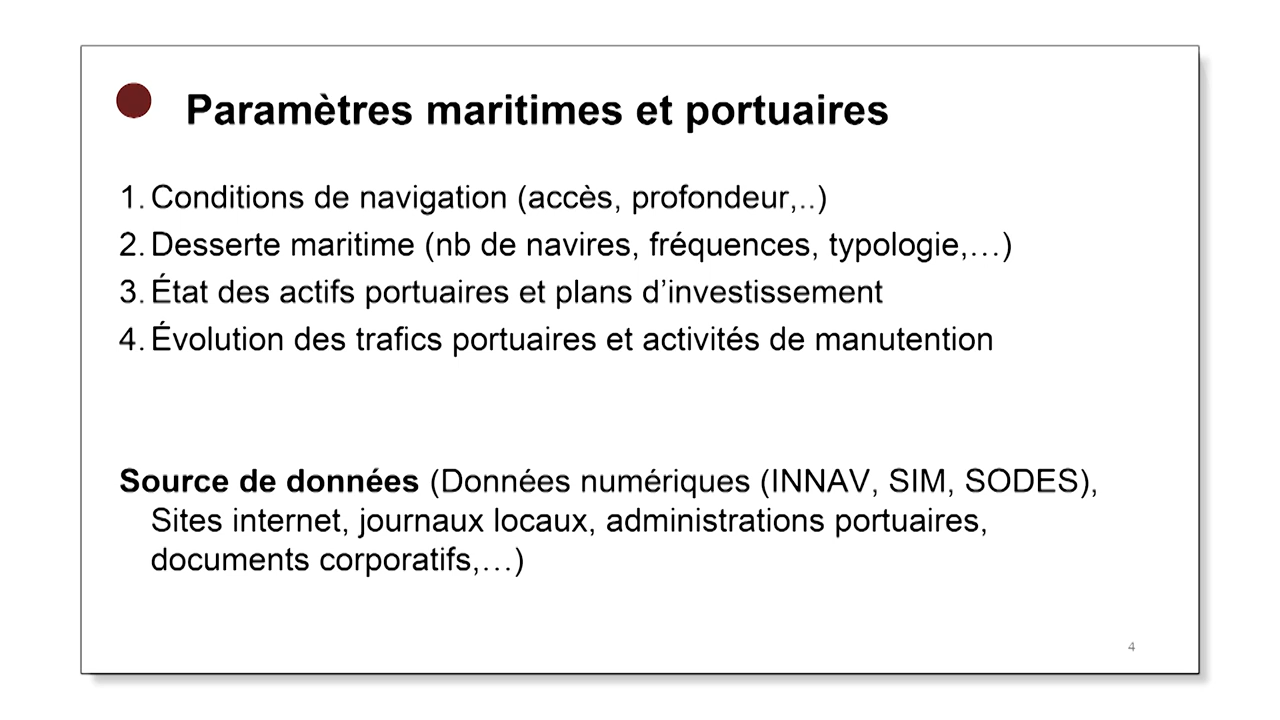 Paramètres maritimes et portuaires
1. Conditions de navigation (accès, profondeur,..)
2. Desserte maritime (nb de navires, fréquences, typologie,…)
3. État des actifs portuaires et plans d’investissement
4. Évolution des trafics portuaires et activités de manutention
Source de données (Données numériques (INNAV, SIM, SODES),
Sites internet, journaux locaux, administrations portuaires,
documents corporatifs,…)
4